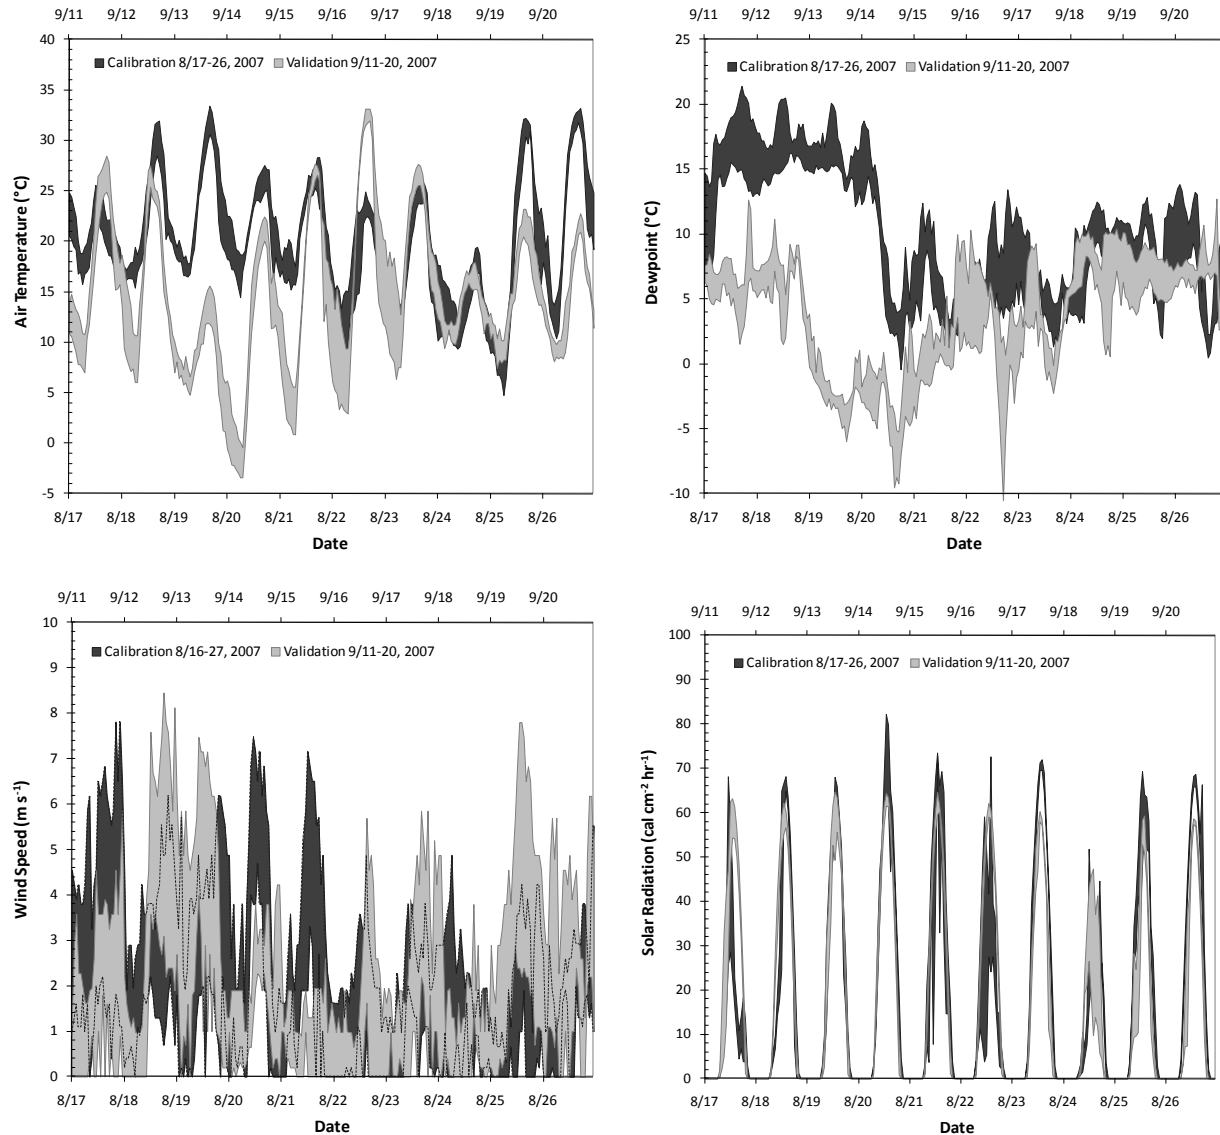 9/11 9/12 9/13 9/14 9/15 9/16 9/17 9/18 9/19 9/20
40
35
30
25
20
15
10
5
0
-5
Air Temperature (°C)
Calibration 8/17-26, 2007 Validation 9/11-20, 2007
8/17 8/18 8/19 8/20 8/21 8/22 8/23 8/24 8/25 8/26
Date
9/11 9/12 9/13 9/14 9/15 9/16 9/17 9/18 9/19 9/20
25
20
15
10
5
0
-5
-10
Dewpoint (°C)
Calibration 8/17-26, 2007 Validation 9/11-20, 2007
8/17 8/18 8/19 8/20 8/21 8/22 8/23 8/24 8/25 8/26
Date
9/11 9/12 9/13 9/14 9/15 9/16 9/17 9/18 9/19 9/20
10
9
8
7
6
5
4
3
2
1
0
Wind Speed (m s⁻¹)
Calibration 8/16-27, 2007 Validation 9/11-20, 2007
8/17 8/18 8/19 8/20 8/21 8/22 8/23 8/24 8/25 8/26
Date
9/11 9/12 9/13 9/14 9/15 9/16 9/17 9/18 9/19 9/20
100
90
80
70
60
50
40
30
20
10
0
Solar Radiation (cal cm⁻² hr⁻¹)
Calibration 8/17-26, 2007 Validation 9/11-20, 2007
8/17 8/18 8/19 8/20 8/21 8/22 8/23 8/24 8/25 8/26
Date